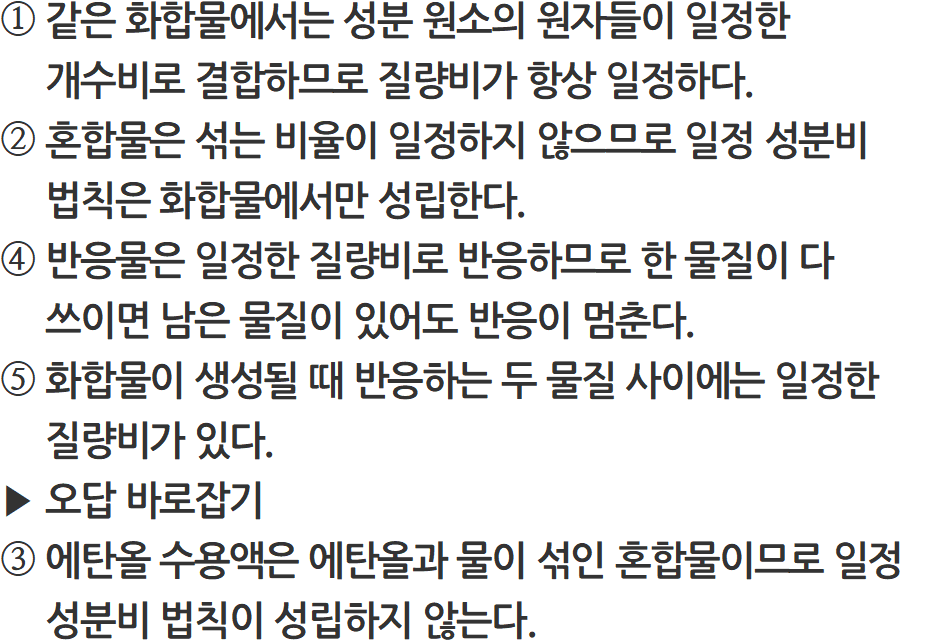 ① 같은 화합물에서는 성분 원소의 원자들이 일정한
개수비로 결합하므로 질량비가 항상 일정하다.
② 혼합물은 섞는 비율이 일정하지 않으므로 일정 성분비
법칙은 화합물에서만 성립한다.
④ 반응물은 일정한 질량비로 반응하므로 한 물질이 다
쓰이면 남은 물질이 있어도 반응이 멈춘다.
⑤ 화합물이 생성될 때 반응하는 두 물질 사이에는 일정한
질량비가 있다.
▶ 오답 바로잡기
③ 에탄올 수용액은 에탄올과 물이 섞인 혼합물이므로 일정
성분비 법칙이 성립하지 않는다.